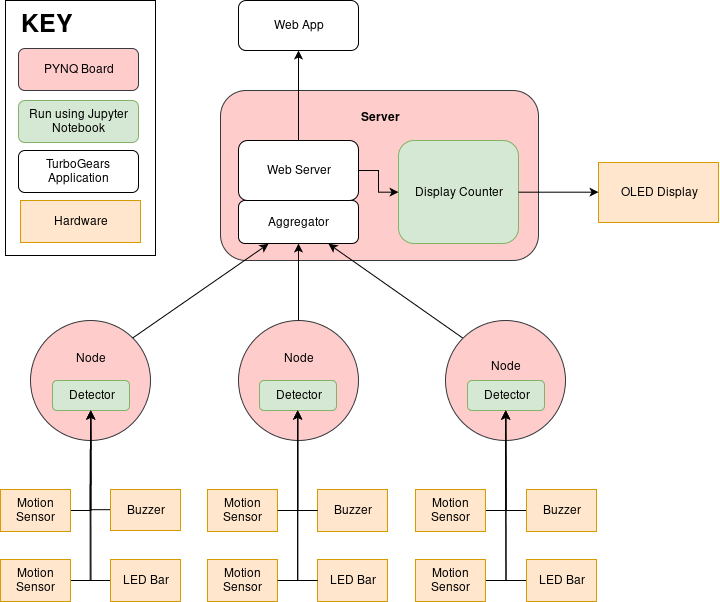 KEY
PYNQ Board
Run using Jupyter
Notebook
TurboGears
Application
Hardware
Web App
Server
Web Server
Display Counter
OLED Display
Aggregator
Node
Node
Node
Detector
Detector
Detector
Motion
Sensor
Buzzer
Motion
Sensor
Buzzer
Motion
Sensor
Buzzer
Motion
Sensor
LED Bar
Motion
Sensor
LED Bar
Motion
Sensor
LED Bar